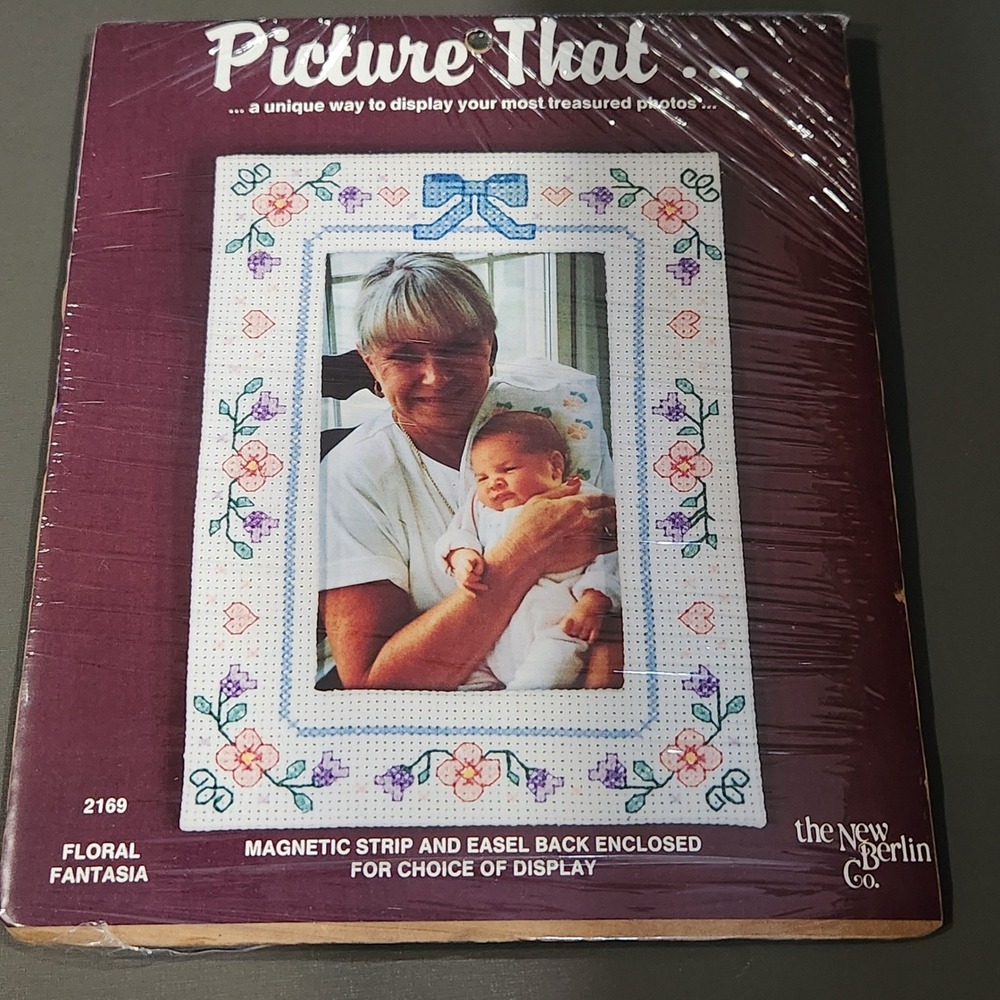 Picture That ...
... a unique way to display your most treasured photos ...
2169
FLORAL
FANTASIA
MAGNETIC STRIP AND EASEL BACK ENCLOSED
FOR CHOICE OF DISPLAY
the New
Berlin
Co.